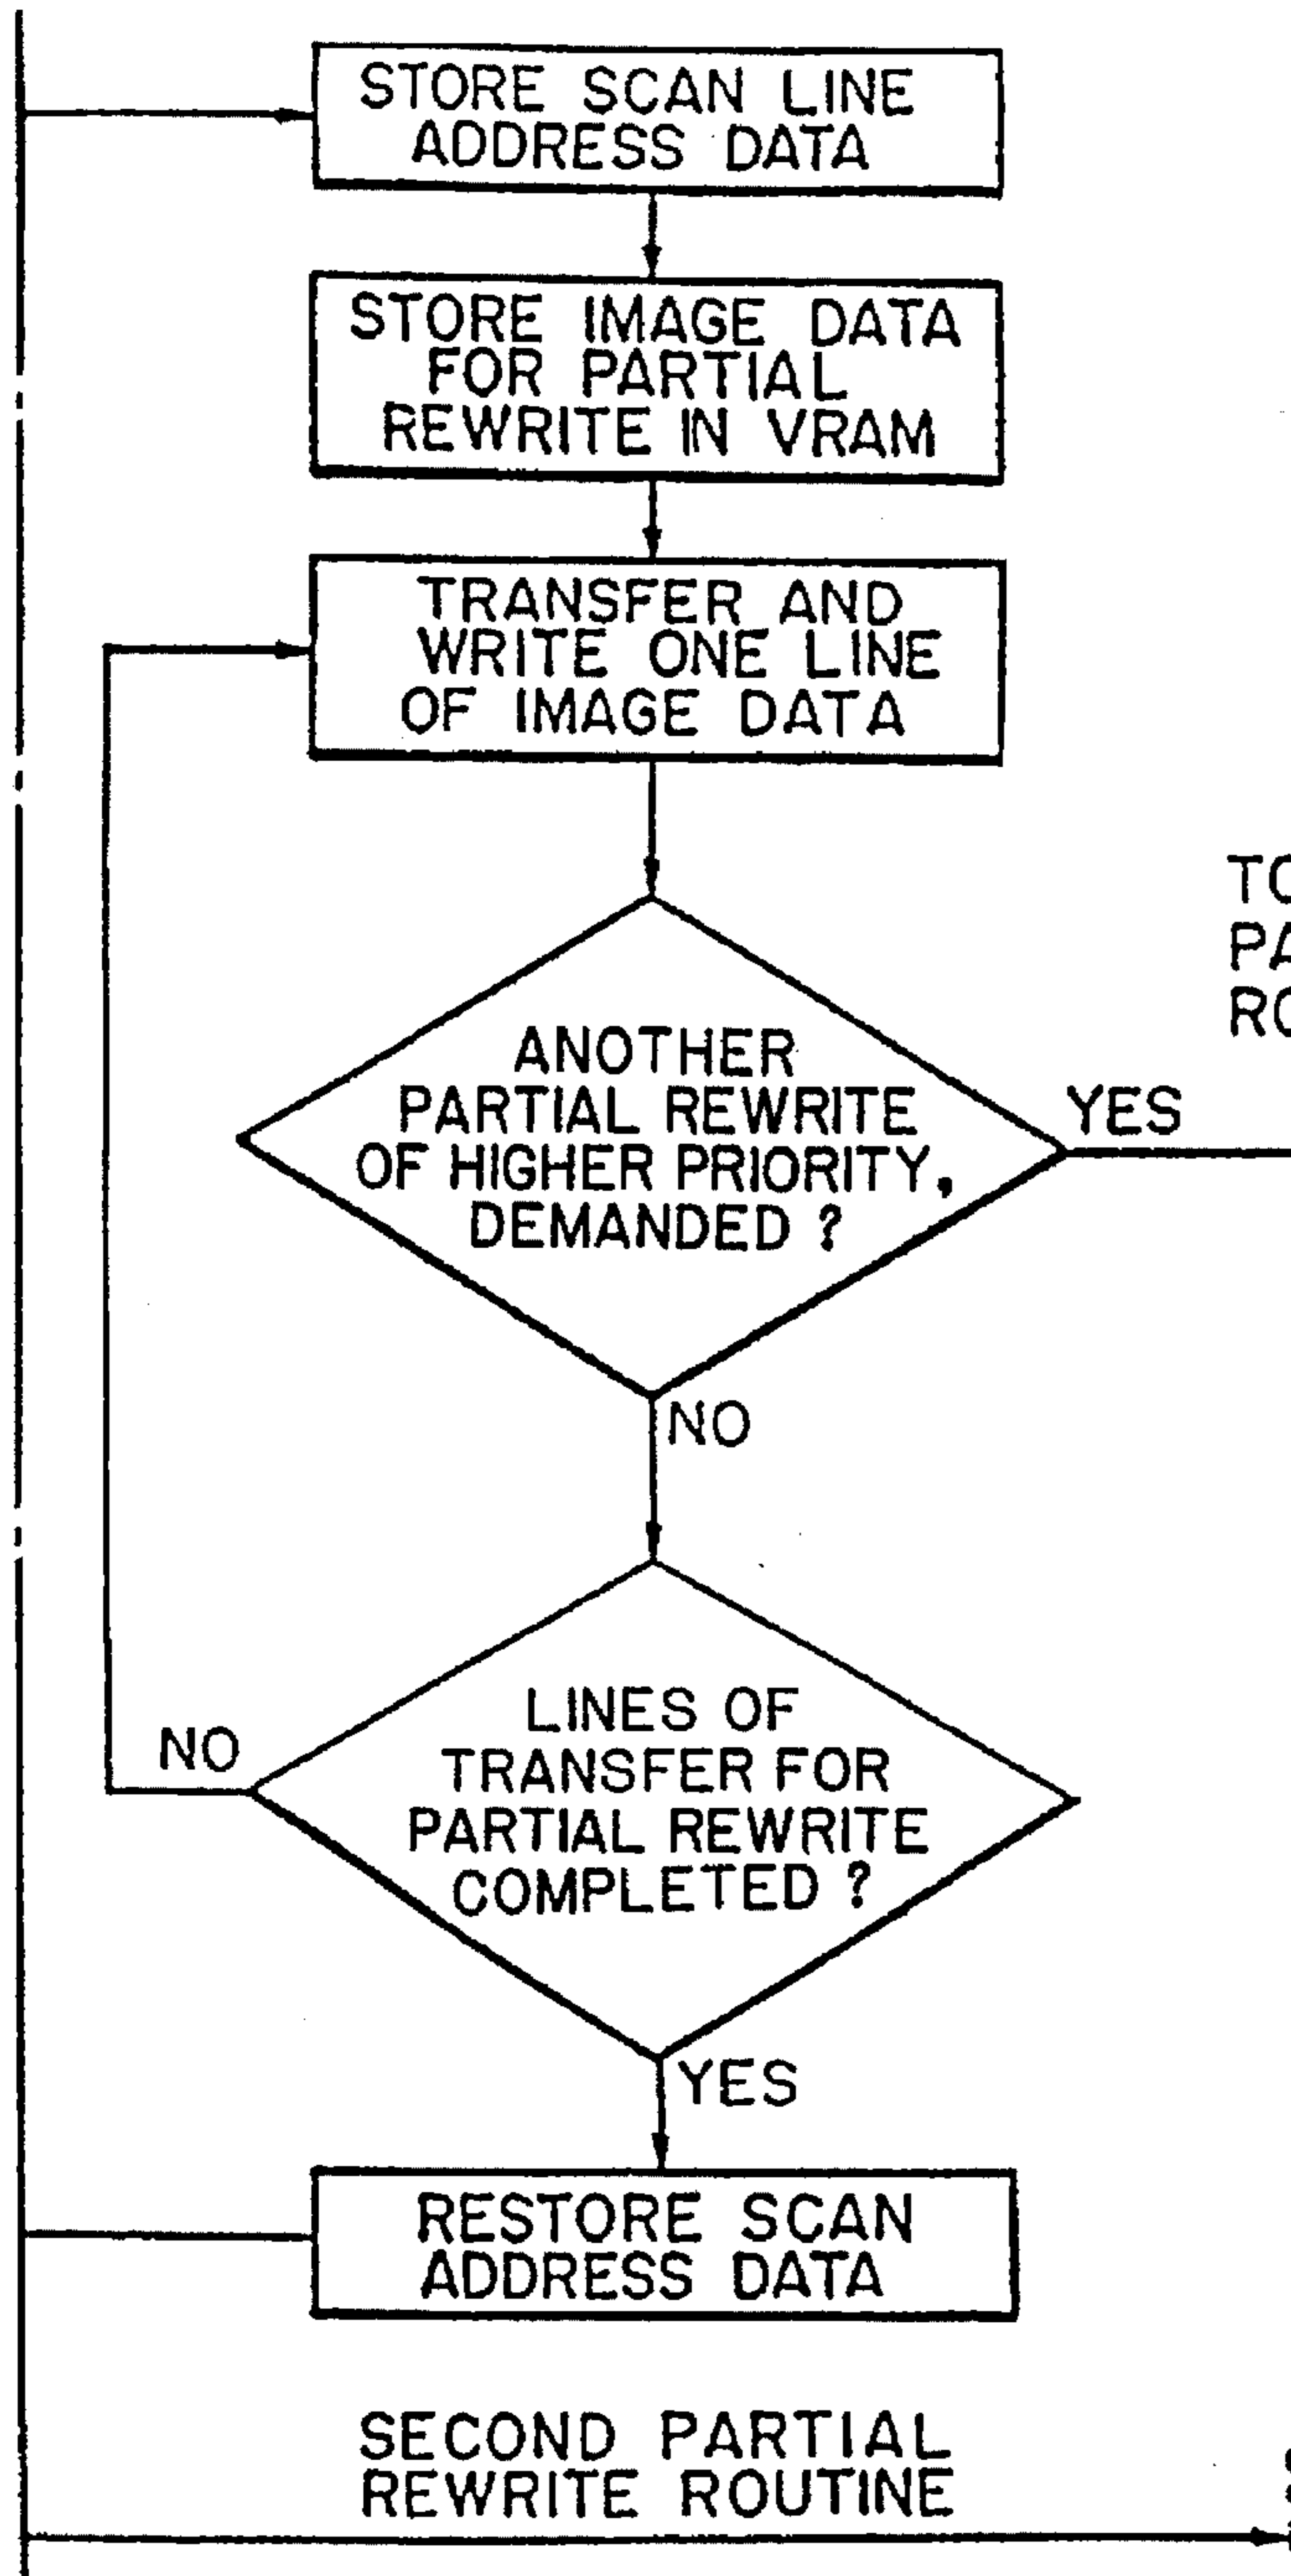 STORE SCAN LINE
ADDRESS DATA
STORE IMAGE DATA
FOR PARTIAL
REWRITE IN VRAM
TRANSFER AND
WRITE ONE LINE
OF IMAGE DATA
ANOTHER
PARTIAL REWRITE
OF HIGHER PRIORITY,
DEMANDED ?
YES
NO
LINES OF
TRANSFER FOR
PARTIAL REWRITE
COMPLETED ?
NO
YES
RESTORE SCAN
ADDRESS DATA
SECOND PARTIAL
REWRITE ROUTINE